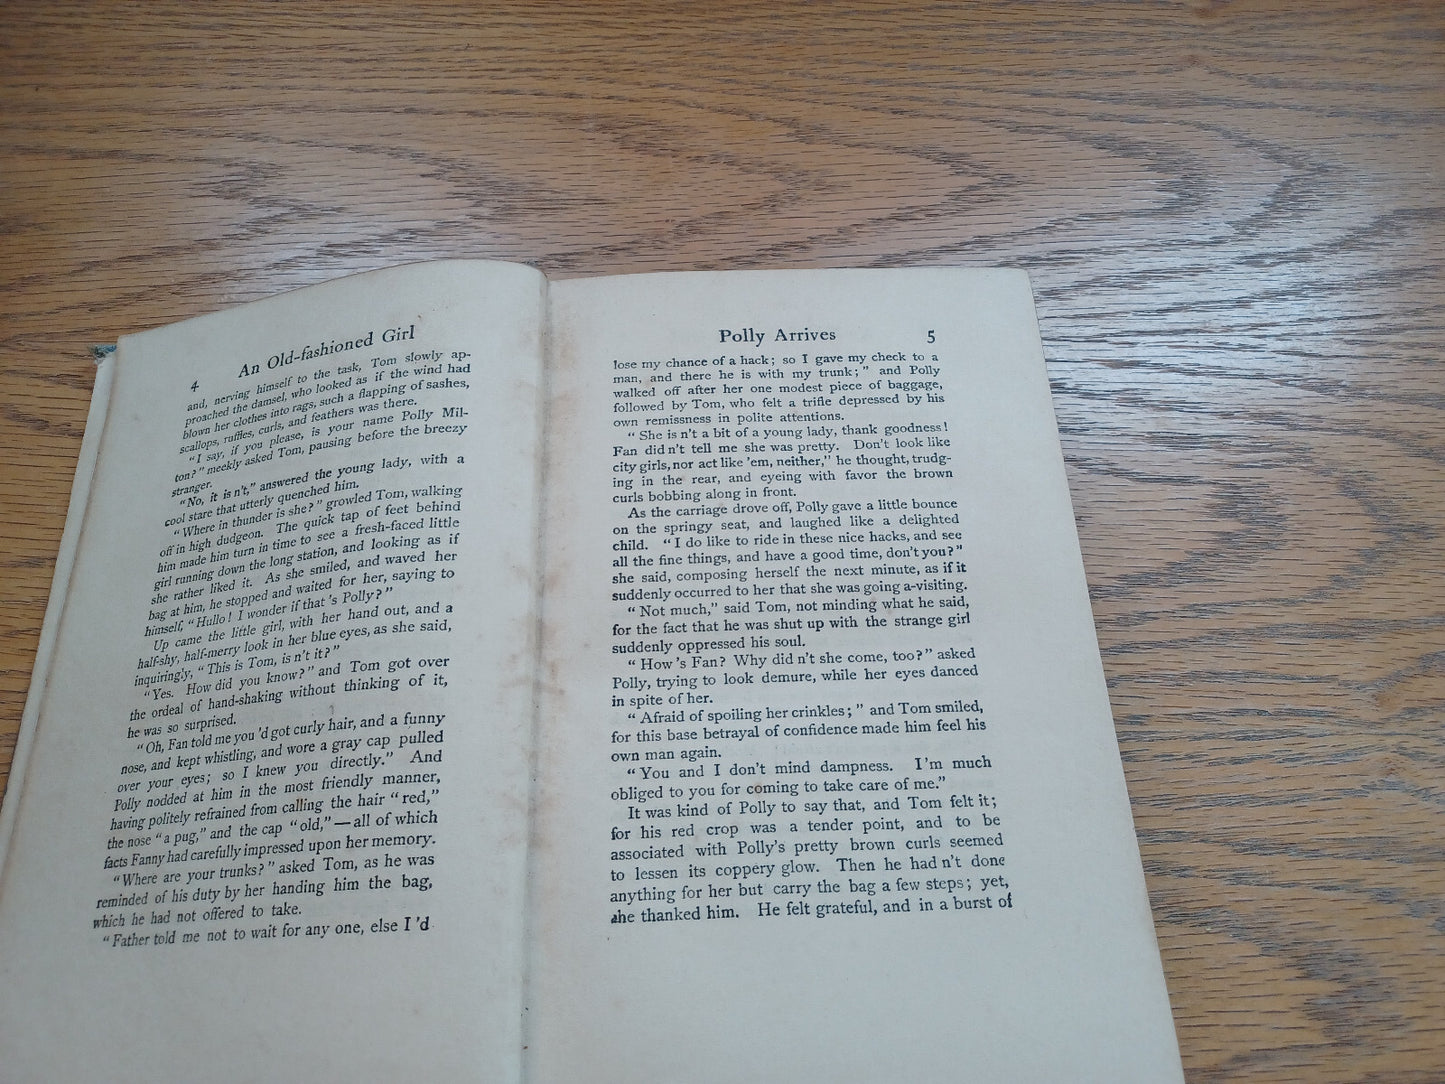 4 An Old-fashioned Girl
and, nerving himself to the task, Tom slowly ap-
proached the damsel, who looked as if the wind had
blown her clothes into rags, such a flapping of sashes,
scallops, ruffles, curls, and feathers was there.
"I say, if you please, is your name Polly Mil-
ton?" meekly asked Tom, pausing before the breezy
stranger.
"No, it is n't," answered the young lady, with a
cool stare that utterly quenched him.
"Where in thunder is she?" growled Tom, walking
off in high dudgeon. The quick tap of feet behind
him made him turn in time to see a fresh-faced little
girl running down the long station, and looking as if
she rather liked it. As she smiled, and waved her
bag at him, he stopped and waited for her, saying to
himself, "Hullo! I wonder if that 's Polly?"
Up came the little girl, with her hand out, and a
half-shy, half-merry look in her blue eyes, as she said,
inquiringly, "This is Tom, is n't it?"
"Yes. How did you know?" and Tom got over
the ordeal of hand-shaking without thinking of it,
he was so surprised.
"Oh, Fan told me you 'd got curly hair, and a funny
nose, and kept whistling, and wore a gray cap pulled
over your eyes; so I knew you directly." And
Polly nodded at him in the most friendly manner,
having politely refrained from calling the hair "red,"
the nose "a pug," and the cap "old,"—all of which
facts Fanny had carefully impressed upon her memory.
"Where are your trunks?" asked Tom, as he was
reminded of his duty by her handing him the bag,
which he had not offered to take.
"Father told me not to wait for any one, else I 'd
Polly Arrives 5
lose my chance of a hack; so I gave my check to a
man, and there he is with my trunk;" and Polly
walked off after her one modest piece of baggage,
followed by Tom, who felt a trifle depressed by his
own remissness in polite attentions.
"She is n't a bit of a young lady, thank goodness!
Fan did n't tell me she was pretty. Don't look like
city girls, nor act like 'em, neither," he thought, trudg-
ing in the rear, and eyeing with favor the brown
curls bobbing along in front.
As the carriage drove off, Polly gave a little bounce
on the springy seat, and laughed like a delighted
child. "I do like to ride in these nice hacks, and see
all the fine things, and have a good time, don't you?"
she said, composing herself the next minute, as if it
suddenly occurred to her that she was going a-visiting.
"Not much," said Tom, not minding what he said,
for the fact that he was shut up with the strange girl
suddenly oppressed his soul.
"How 's Fan? Why did n't she come, too?" asked
Polly, trying to look demure, while her eyes danced
in spite of her.
"Afraid of spoiling her crinkles;" and Tom smiled,
for this base betrayal of confidence made him feel his
own man again.
"You and I don't mind dampness. I'm much
obliged to you for coming to take care of me."
It was kind of Polly to say that, and Tom felt it;
for his red crop was a tender point, and to be
associated with Polly's pretty brown curls seemed
to lessen its coppery glow. Then he had n't done
anything for her but carry the bag a few steps; yet,
she thanked him. He felt grateful, and in a burst of